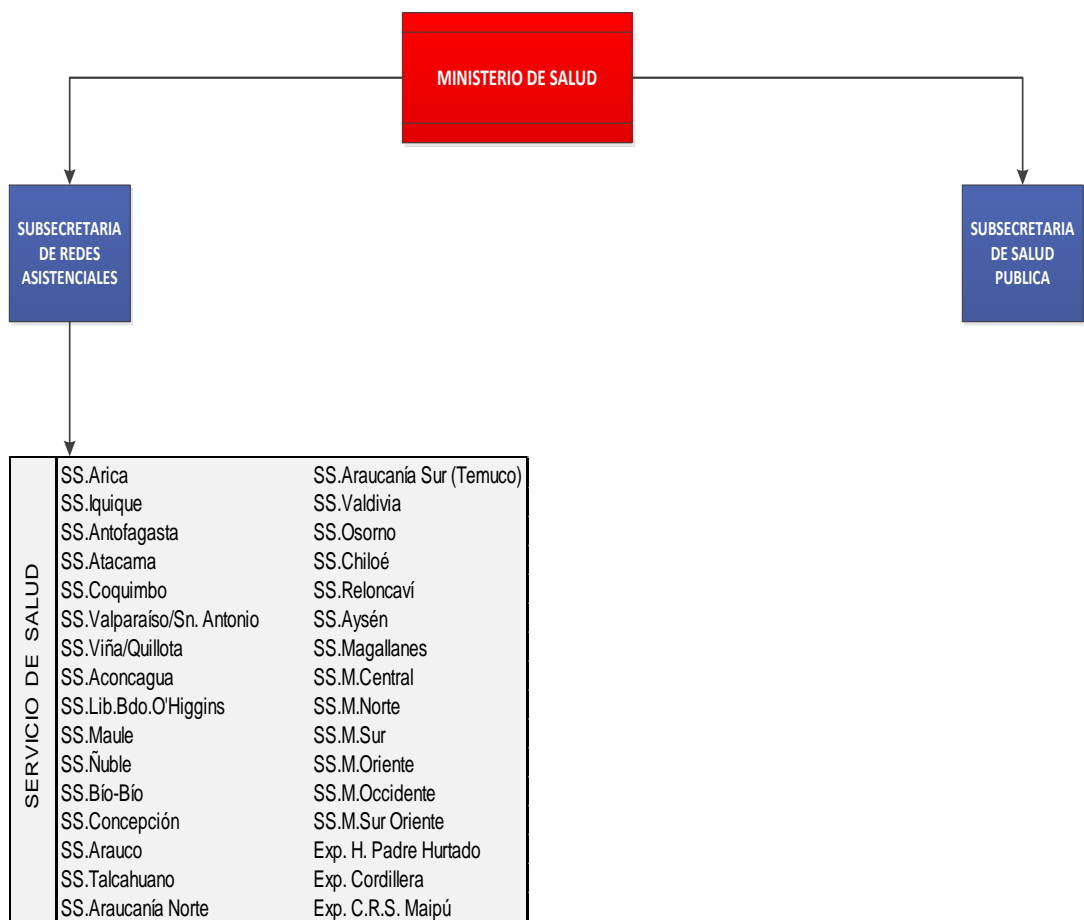 MINISTERIO DE SALUD
SUBSECRETARIA
DE REDES
ASISTENCIALES
SUBSECRETARIA
DE SALUD
PUBLICA
SERVICIO DE SALUD
SS.Arica
SS.Iquique
SS.Antofagasta
SS.Atacama
SS.Coquimbo
SS.Valparaíso/Sn. Antonio
SS.Viña/Quillota
SS.Aconcagua
SS.Lib.Bdo.O'Higgins
SS.Maule
SS.Ñuble
SS.Bío-Bío
SS.Concepción
SS.Arauco
SS.Talcahuano
SS.Araucanía Norte
SS.Araucanía Sur (Temuco)
SS.Valdivia
SS.Osorno
SS.Chiloé
SS.Reloncaví
SS.Aysén
SS.Magallanes
SS.M.Central
SS.M.Norte
SS.M.Sur
SS.M.Oriente
SS.M.Occidente
SS.M.Sur Oriente
Exp. H. Padre Hurtado
Exp. Cordillera
Exp. C.R.S. Maipú